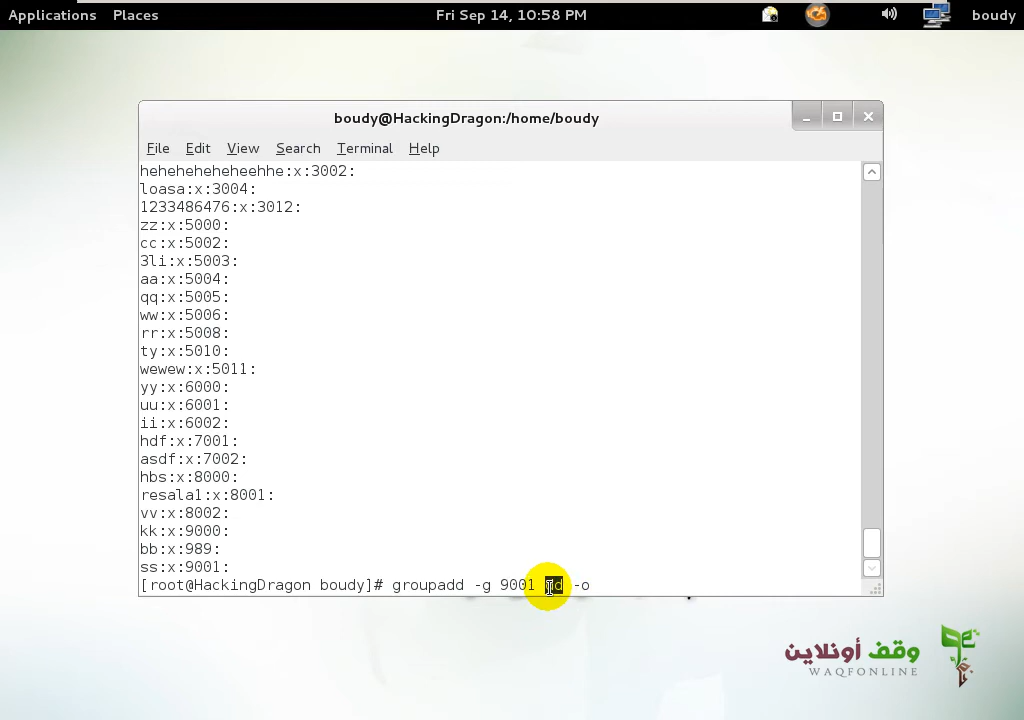 Applications Places Fri Sep 14, 10:58 PM boudy
boudy@HackingDragon:/home/boudy
File Edit View Search Terminal Help
heheheheheheehhe:x:3002:
loasa:x:3004:
1233486476:x:3012:
zz:x:5000:
cc:x:5002:
3li:x:5003:
aa:x:5004:
qq:x:5005:
ww:x:5006:
rr:x:5008:
ty:x:5010:
wewew:x:5011:
yy:x:6000:
uu:x:6001:
ii:x:6002:
hdf:x:7001:
asdf:x:7002:
hbs:x:8000:
resala1:x:8001:
vv:x:8002:
kk:x:9000:
bb:x:989:
ss:x:9001:
[root@HackingDragon boudy]# groupadd -g 9001 -o
وقف أونلاين
WAQFONLINE